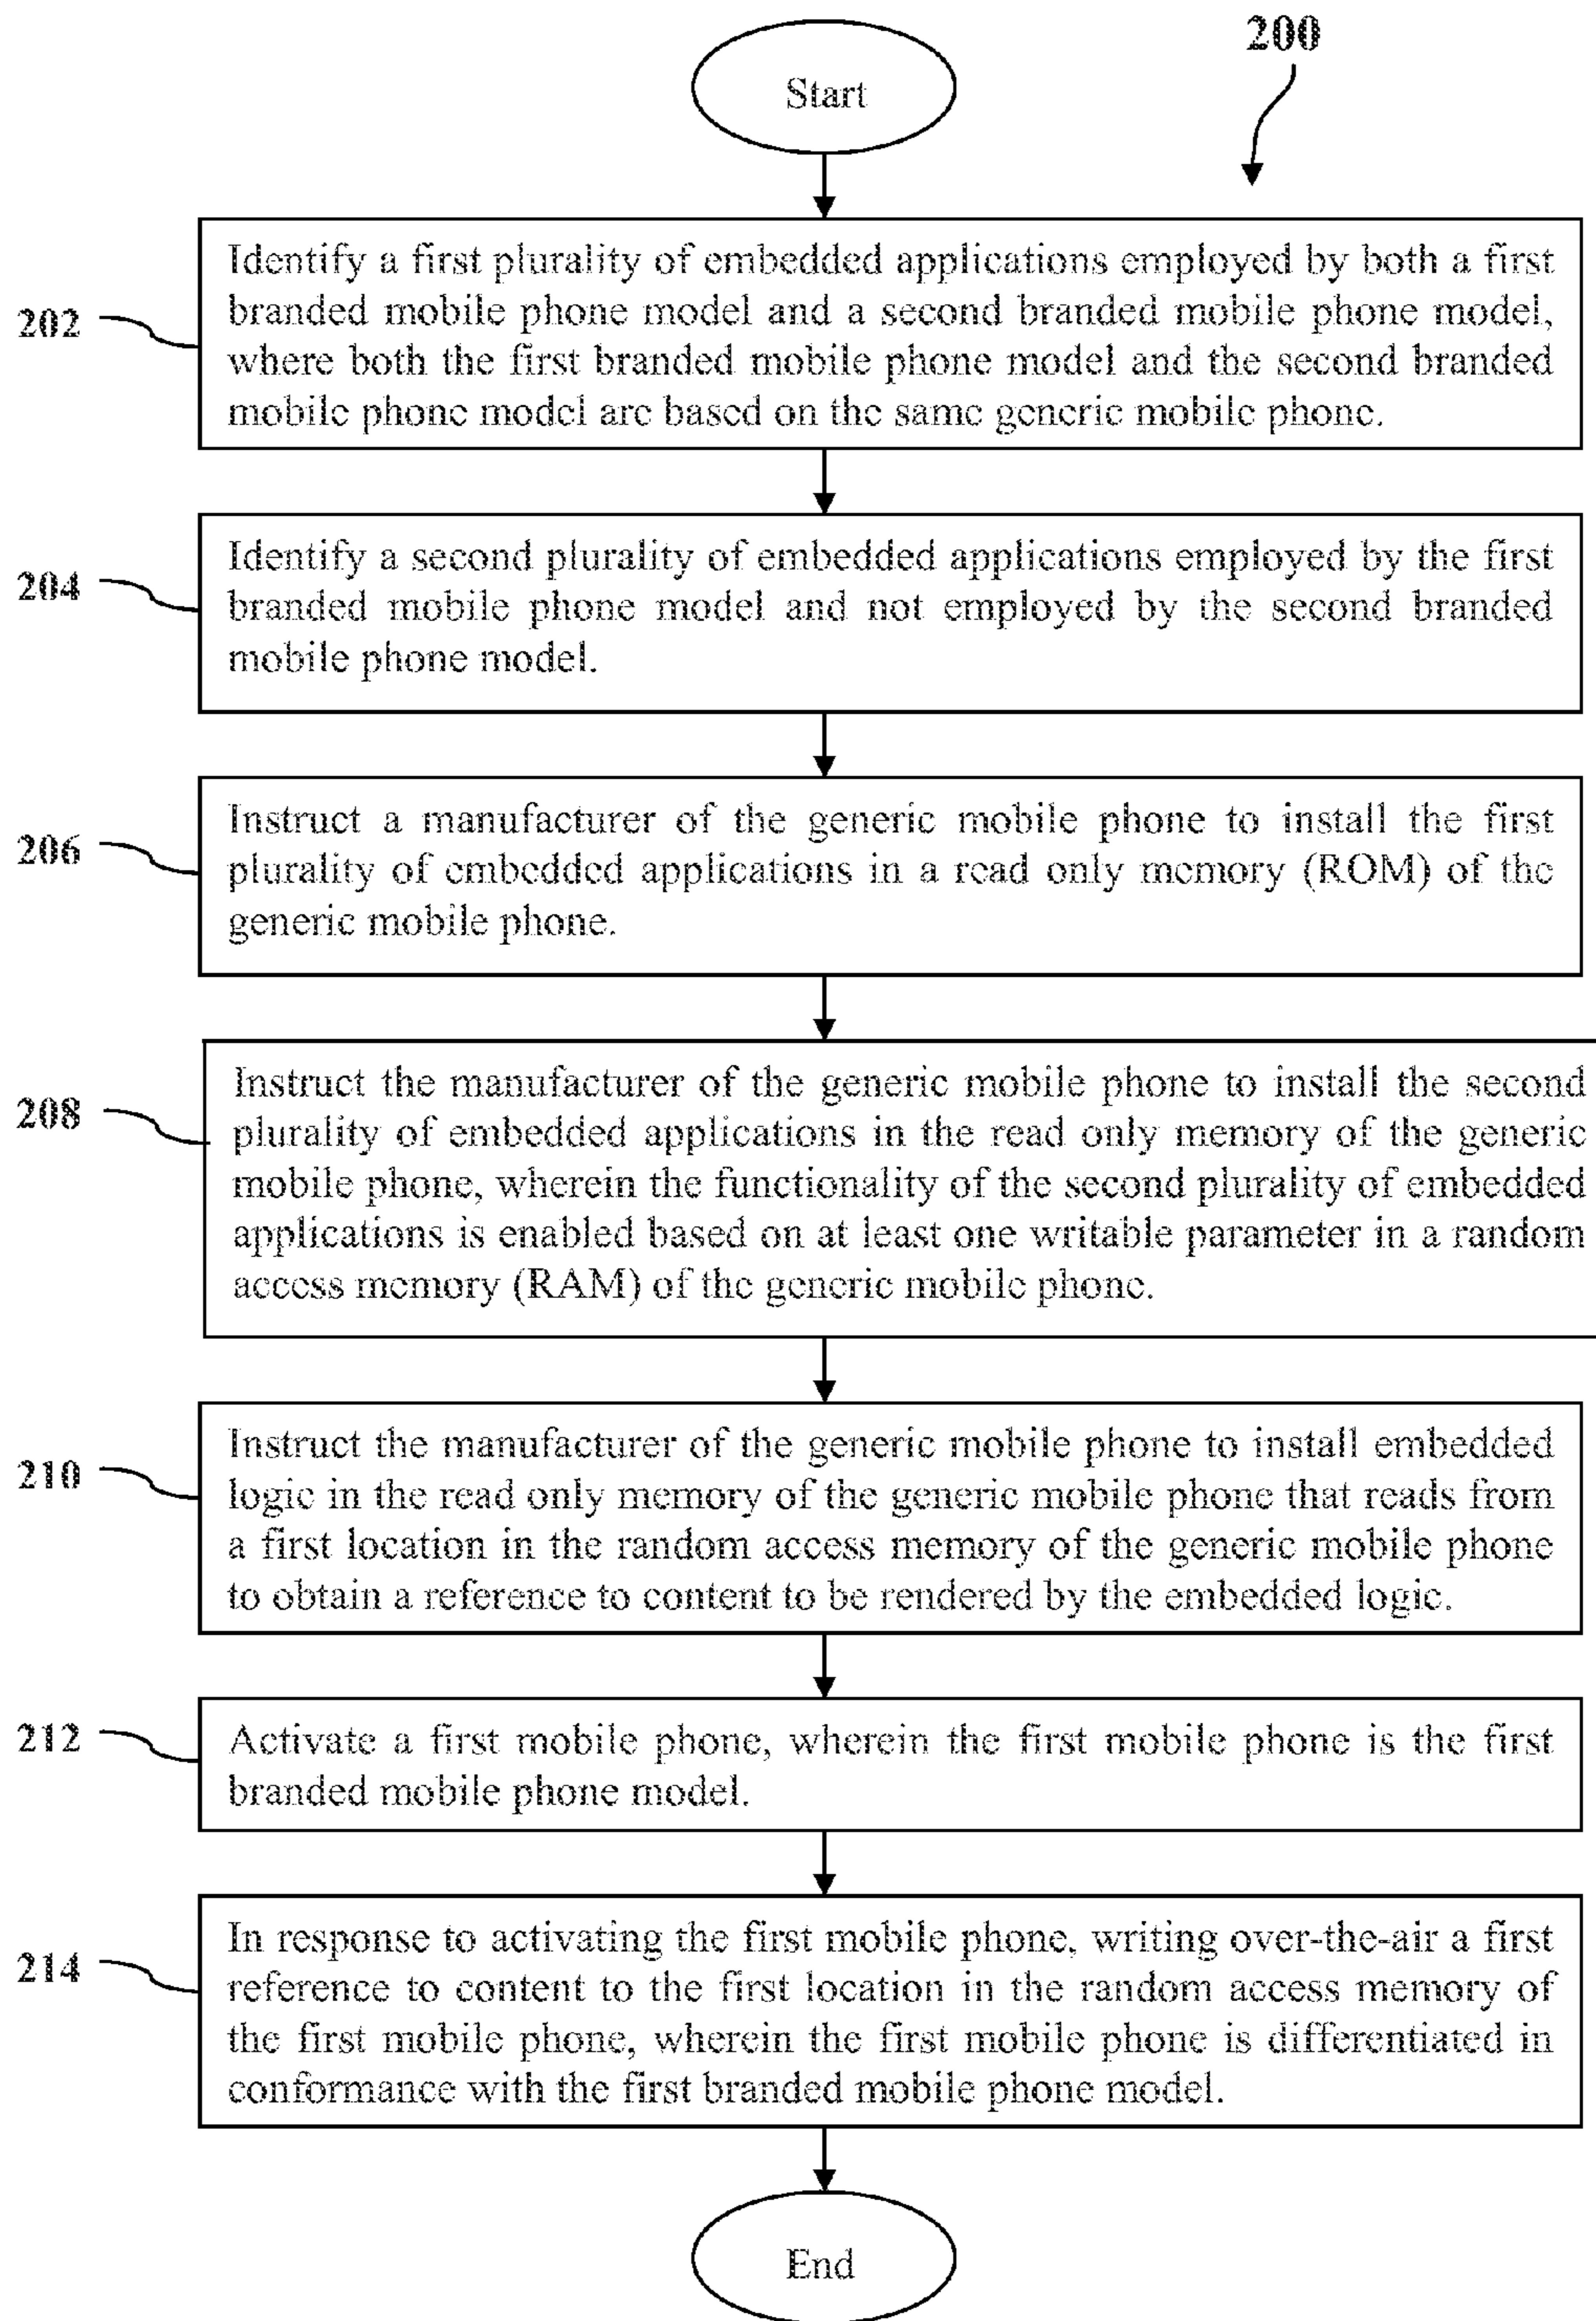 200
Start
202
Identify a first plurality of embedded applications employed by both a first
branded mobile phone model and a second branded mobile phone model,
where both the first branded mobile phone model and the second branded
mobile phone model are based on the same generic mobile phone.
204
Identify a second plurality of embedded applications employed by the first
branded mobile phone model and not employed by the second branded
mobile phone model.
206
Instruct a manufacturer of the generic mobile phone to install the first
plurality of embedded applications in a read only memory (ROM) of the
generic mobile phone.
208
Instruct the manufacturer of the generic mobile phone to install the second
plurality of embedded applications in the read only memory of the generic
mobile phone, wherein the functionality of the second plurality of embedded
applications is enabled based on at least one writable parameter in a random
access memory (RAM) of the generic mobile phone.
210
Instruct the manufacturer of the generic mobile phone to install embedded
logic in the read only memory of the generic mobile phone that reads from
a first location in the random access memory of the generic mobile phone
to obtain a reference to content to be rendered by the embedded logic.
212
Activate a first mobile phone, wherein the first mobile phone is the first
branded mobile phone model.
214
In response to activating the first mobile phone, writing over-the-air a first
reference to content to the first location in the random access memory of
the first mobile phone, wherein the first mobile phone is differentiated in
conformance with the first branded mobile phone model.
End